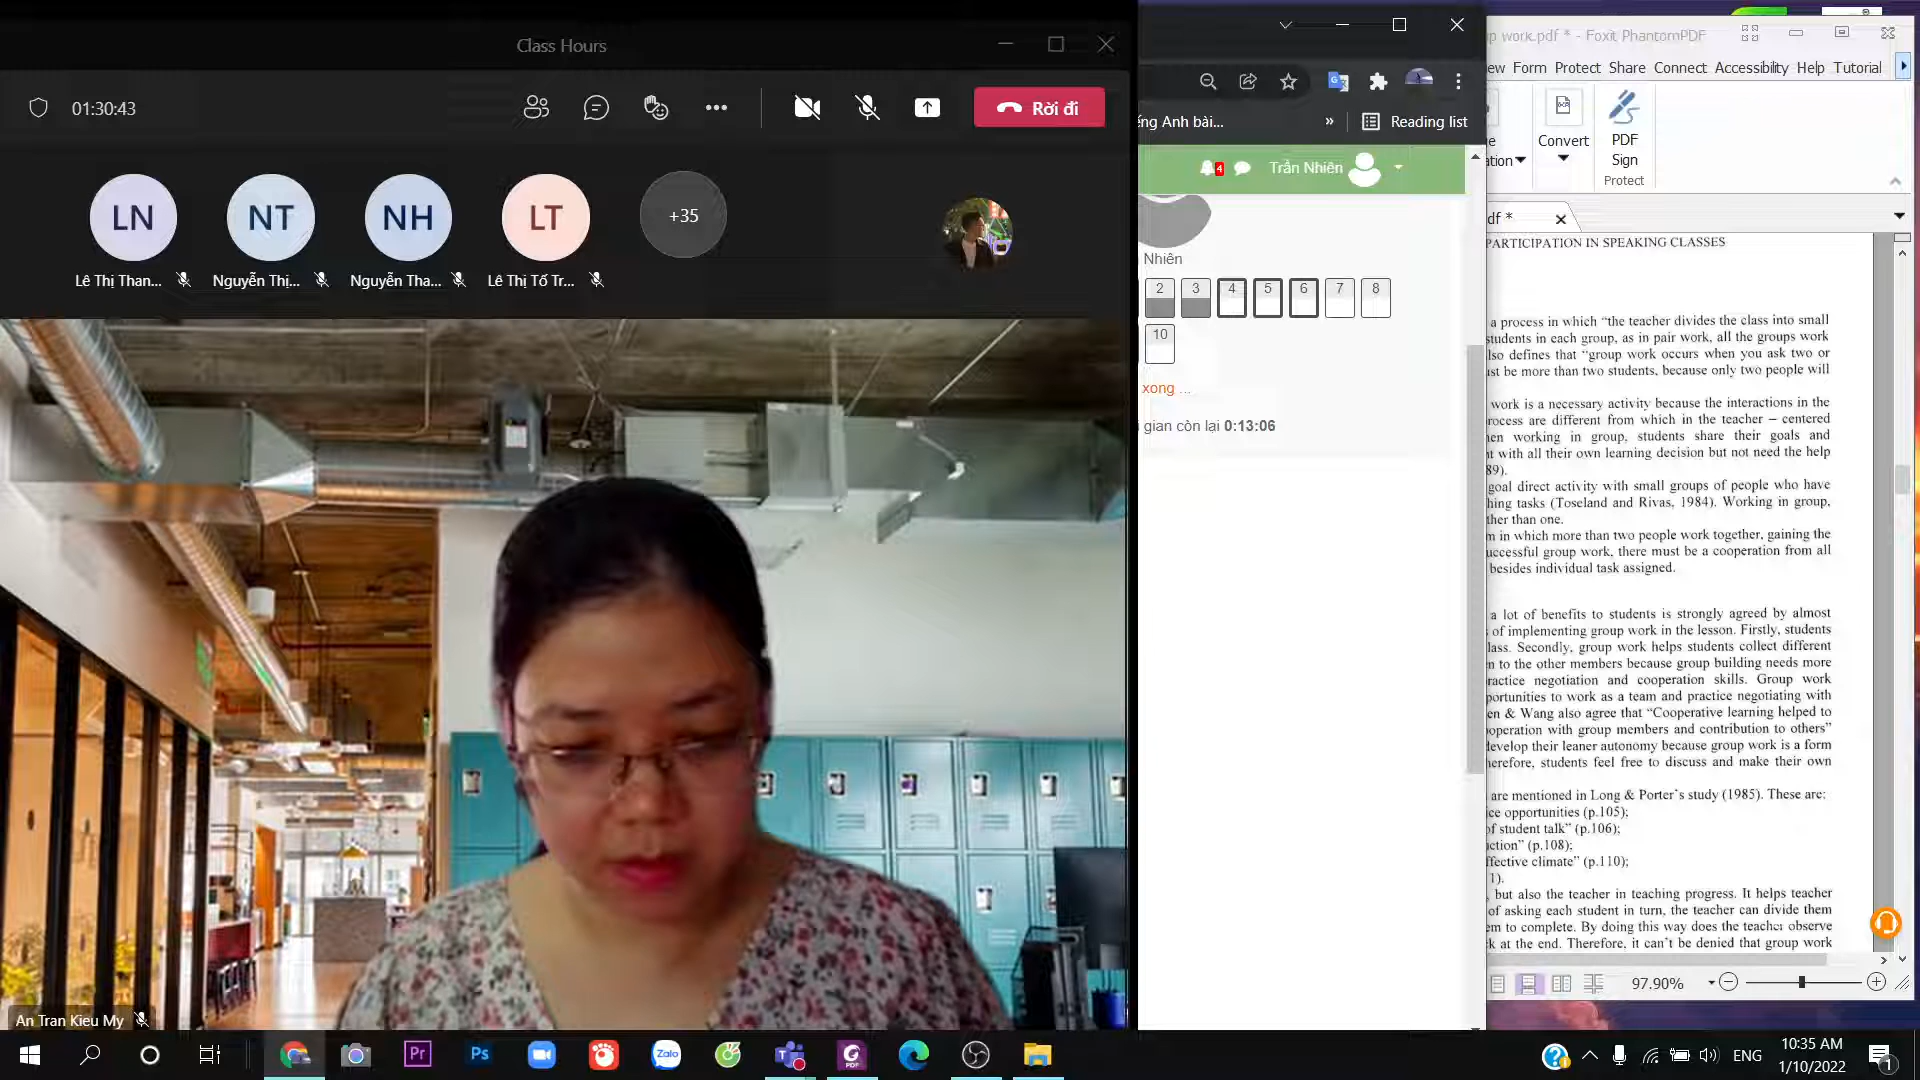 Class Hours
01:30:43
Rời đi
LN
NT
NH
LT
+35
Lê Thị Than...
Nguyễn Thị...
Nguyễn Tha...
Lê Thị Tố Tr...
An Tran Kieu My
ếng Anh bài...
»
Reading list
4
Trần Nhiên
Nhiên
2 3 4 5 6 7 8
10
xong ...
gian còn lại 0:13:06
p work.pdf * - Foxit PhantomPDF
ew Form Protect Share Connect Accessibility Help Tutorial
Convert
PDF
Sign
Protect
ation
df *
PARTICIPATION IN SPEAKING CLASSES
a process in which “the teacher divides the class into small
students in each group, as in pair work, all the groups work
lso defines that “group work occurs when you ask two or
ust be more than two students, because only two people will
work is a necessary activity because the interactions in the
rocess are different from which in the teacher – centered
en working in group, students share their goals and
t with all their own learning decision but not need the help
89).
goal direct activity with small groups of people who have
hing tasks (Toseland and Rivas, 1984). Working in group,
ther than one.
m in which more than two people work together, gaining the
uccessful group work, there must be a cooperation from all
besides individual task assigned.
a lot of benefits to students is strongly agreed by almost
of implementing group work in the lesson. Firstly, students
lass. Secondly, group work helps students collect different
n to the other members because group building needs more
ractice negotiation and cooperation skills. Group work
portunities to work as a team and practice negotiating with
en & Wang also agree that “Cooperative learning helped to
operation with group members and contribution to others”
develop their leaner autonomy because group work is a form
herefore, students feel free to discuss and make their own
are mentioned in Long & Porter’s study (1985). These are:
ice opportunities (p.105);
of student talk” (p.106);
action” (p.108);
ffective climate” (p.110);
1).
, but also the teacher in teaching progress. It helps teacher
of asking each student in turn, the teacher can divide them
em to complete. By doing this way does the teacher observe
k at the end. Therefore, it can’t be denied that group work
97.90%
Pr
Ps
Zalo
PDF
ENG
10:35 AM
1/10/2022
1